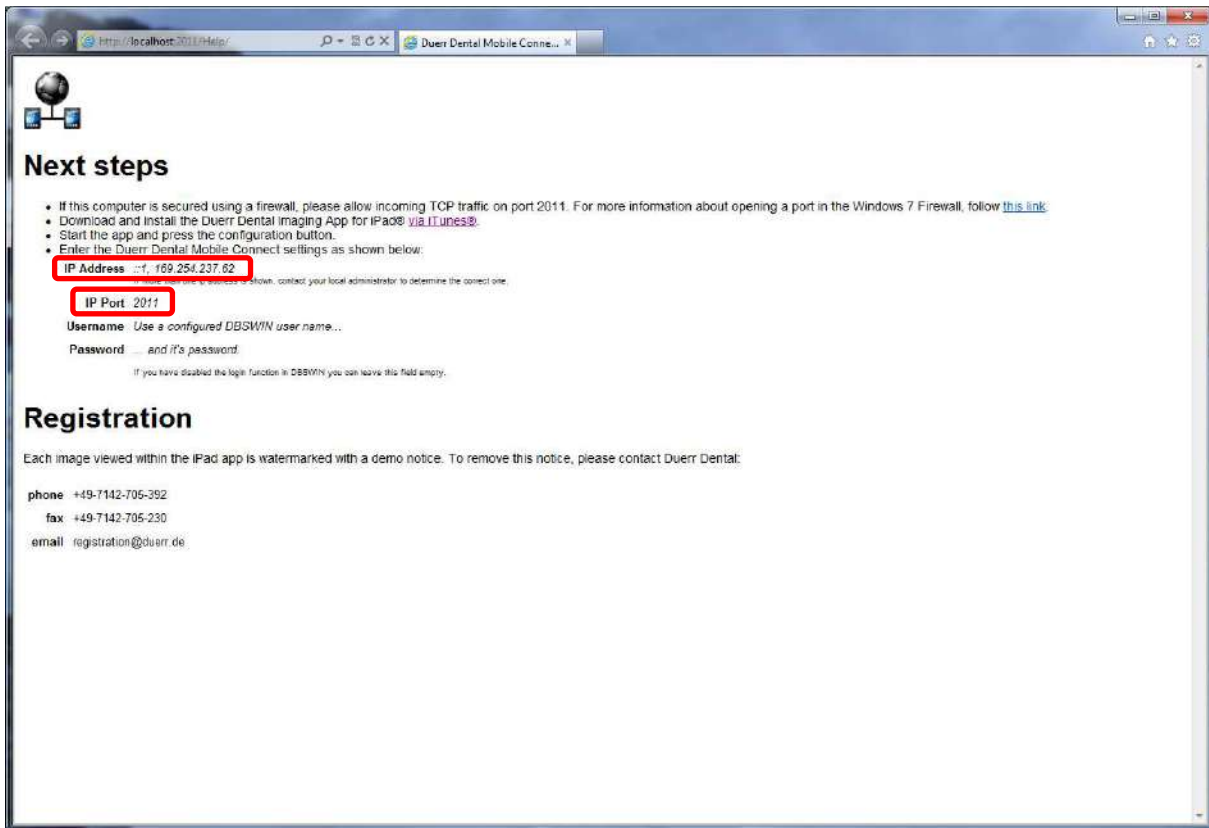 http://localhost:2011/Help/
Duerr Dental Mobile Conne...
Next steps
• If this computer is secured using a firewall, please allow incoming TCP traffic on port 2011. For more information about opening a port in the Windows 7 Firewall, follow this link.
• Download and install the Duerr Dental Imaging App for iPad® via iTunes®.
• Start the app and press the configuration button.
• Enter the Duerr Dental Mobile Connect settings as shown below:
IP Address ::1, 169.254.237.62
If more than one ip address is shown, contact your local administrator to determine the correct one.
IP Port 2011
Username Use a configured DBSWIN user name...
Password ... and it's password.
If you have disabled the login function in DBSWIN you can leave this field empty.
Registration
Each image viewed within the iPad app is watermarked with a demo notice. To remove this notice, please contact Duerr Dental:
phone +49-7142-705-392
fax +49-7142-705-230
email registration@duerr.de